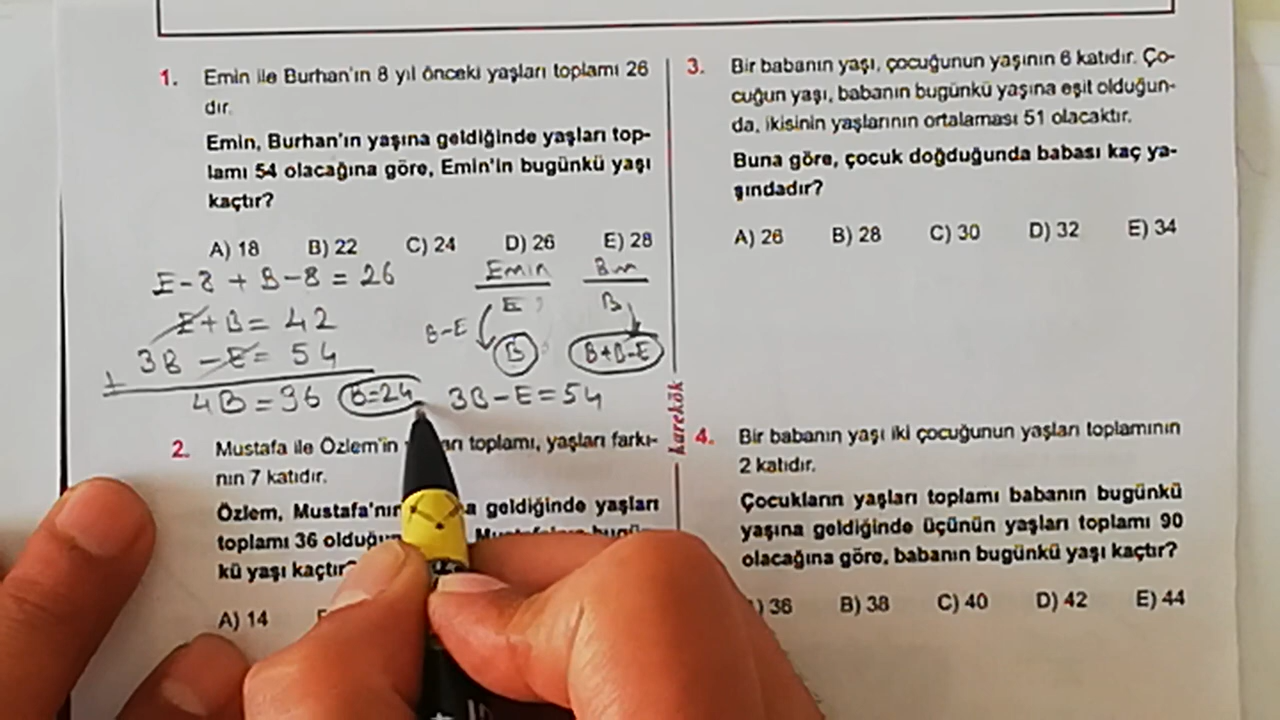 1. Emin ile Burhan'ın 8 yıl önceki yaşları toplamı 26
dır.
Emin, Burhan'ın yaşına geldiğinde yaşları top-
lamı 54 olacağına göre, Emin'in bugünkü yaşı
kaçtır?
A) 18 B) 22 C) 24 D) 26 E) 28
E-8 + B-8 = 26
E+B = 42
3B - E = 54
+
4B = 96 B=24
Emin
E
B-E
B
B
B+B-E
3B - E = 54
2. Mustafa ile Özlem'in toplamı, yaşları farkı-
nın 7 katıdır.
Özlem, geldiğinde yaşları
toplamı 36
kü yaşı
A) 14
karekök
3. Bir babanın yaşı, çocuğunun yaşının 6 katıdır. Ço-
cuğun yaşı, babanın bugünkü yaşına eşit olduğun-
da, ikisinin yaşlarının ortalaması 51 olacaktır.
Buna göre, çocuk doğduğunda babası kaç ya-
şındadır?
A) 26 B) 28 C) 30 D) 32 E) 34
4. Bir babanın yaşı iki çocuğunun yaşları toplamının
2 katıdır.
Çocukların yaşları toplamı babanın bugünkü
yaşına geldiğinde üçünün yaşları toplamı 90
olacağına göre, babanın bugünkü yaşı kaçtır?
) 36 B) 38 C) 40 D) 42 E) 44